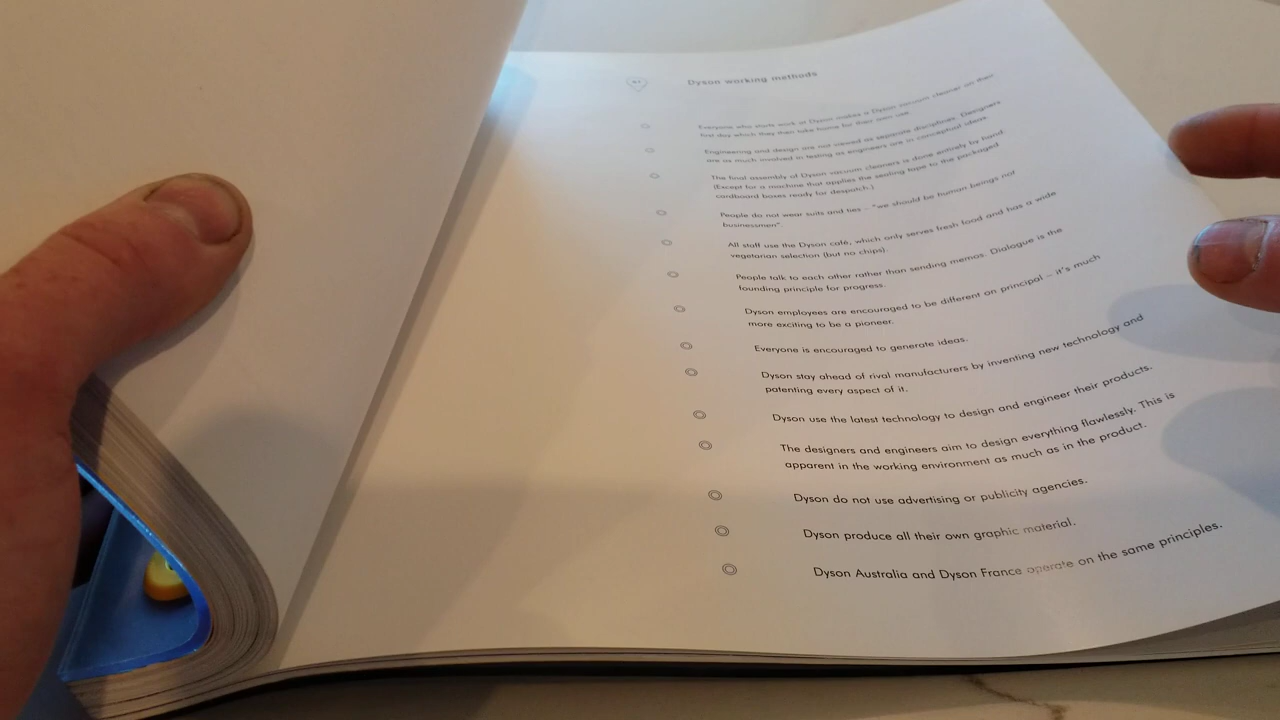 Dyson working methods
Everyone who starts work at Dyson makes a Dyson vacuum cleaner on their
first day which they then take home for their own use.
Engineering and design are not viewed as separate disciplines. Designers
are as much involved in testing as engineers are in conceptual ideas
The final assembly of Dyson vacuum cleaners is done entirely by hand
(Except for a machine that applies the sealing tape to the packaged
cardboard boxes ready for despatch.)
People do not wear suits and ties – "we should be human beings not
businessmen"
All staff use the Dyson café, which only serves fresh food and has a wide
vegetarian selection (but no chips).
People talk to each other rather than sending memos. Dialogue is the
founding principle for progress.
Dyson employees are encouraged to be different on principal – it's much
more exciting to be a pioneer.
Everyone is encouraged to generate ideas.
Dyson stay ahead of rival manufacturers by inventing new technology and
patenting every aspect of it.
Dyson use the latest technology to design and engineer their products.
The designers and engineers aim to design everything flawlessly. This is
apparent in the working environment as much as in the product.
Dyson do not use advertising or publicity agencies.
Dyson produce all their own graphic material.
Dyson Australia and Dyson France operate on the same principles.